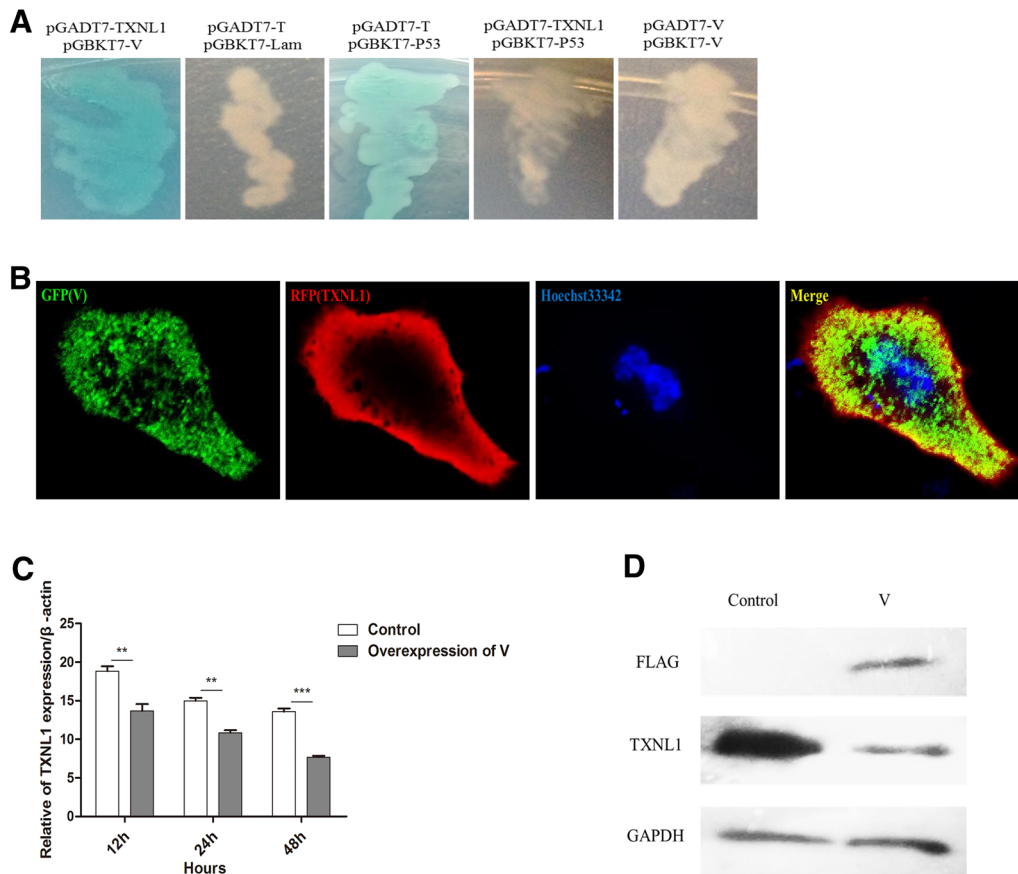 A
pGADT7-TXNL1
pGBKT7-V
pGADT7-T
pGBKT7-Lam
pGADT7-T
pGBKT7-P53
pGADT7-TXNL1
pGBKT7-P53
pGADT7-V
pGBKT7-V
B
GFP(V)
RFP(TXNL1)
Hoechst33342
Merge
C
Relative of TXNL1 expression/β -actin
25
20
15
10
5
0
**
**
***
12h
24h
48h
Hours
Control
Overexpression of V
D
Control
V
FLAG
TXNL1
GAPDH